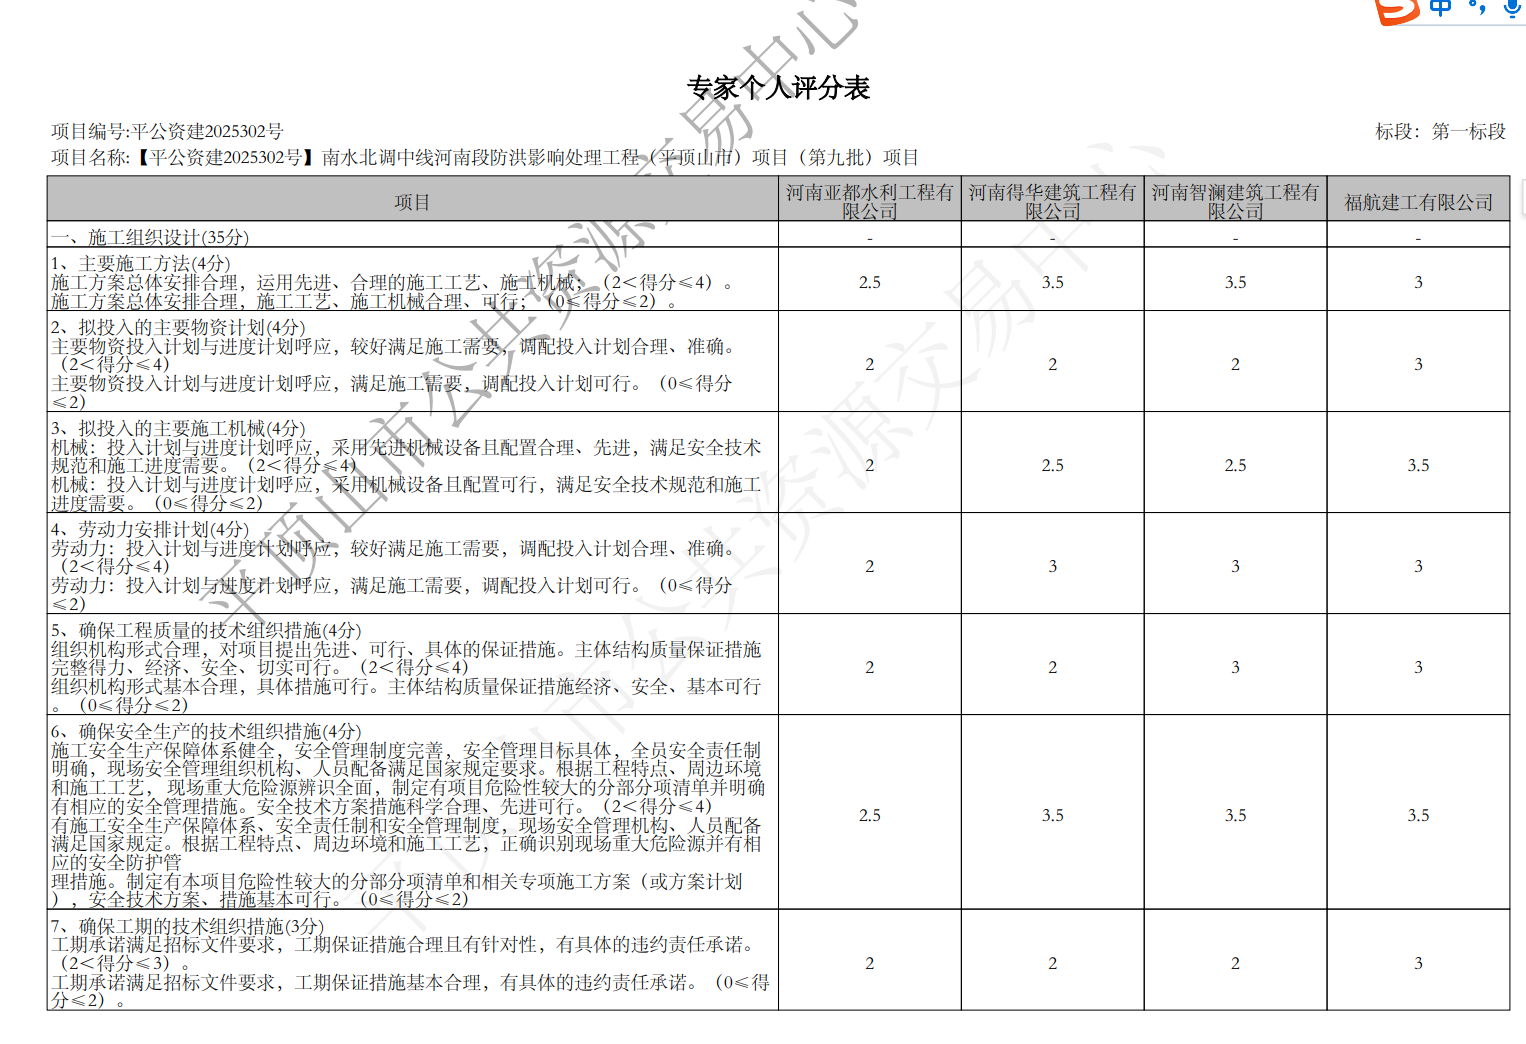 中
专家个人评分表
项目编号:平公资建2025302号
标段：第一标段
项目名称:【平公资建2025302号】南水北调中线河南段防洪影响处理工程（平顶山市）项目（第九批）项目
项目
河南亚都水利工程有
限公司
河南得华建筑工程有
限公司
河南智澜建筑工程有
限公司
福航建工有限公司
一、施工组织设计(35分)
-
-
-
-
1、主要施工方法(4分)
施工方案总体安排合理，运用先进、合理的施工工艺、施工机械；（2＜得分≤4）。
施工方案总体安排合理，施工工艺、施工机械合理、可行；（0≤得分≤2）。
2.5
3.5
3.5
3
2、拟投入的主要物资计划(4分)
主要物资投入计划与进度计划呼应，较好满足施工需要，调配投入计划合理、准确。
（2＜得分≤4）
主要物资投入计划与进度计划呼应，满足施工需要，调配投入计划可行。（0≤得分
≤2）
2
2
2
3
3、拟投入的主要施工机械(4分)
机械：投入计划与进度计划呼应，采用先进机械设备且配置合理、先进，满足安全技术
规范和施工进度需要。（2＜得分≤4）
机械：投入计划与进度计划呼应，采用机械设备且配置可行，满足安全技术规范和施工
进度需要。（0≤得分≤2）
2
2.5
2.5
3.5
4、劳动力安排计划(4分)
劳动力：投入计划与进度计划呼应，较好满足施工需要，调配投入计划合理、准确。
（2＜得分≤4）
劳动力：投入计划与进度计划呼应，满足施工需要，调配投入计划可行。（0≤得分
≤2）
2
3
3
3
5、确保工程质量的技术组织措施(4分)
组织机构形式合理，对项目提出先进、可行、具体的保证措施。主体结构质量保证措施
完整得力、经济、安全、切实可行。（2＜得分≤4）
组织机构形式基本合理，具体措施可行。主体结构质量保证措施经济、安全、基本可行
。（0≤得分≤2）
2
2
3
3
6、确保安全生产的技术组织措施(4分)
施工安全生产保障体系健全，安全管理制度完善，安全管理目标具体，全员安全责任制
明确，现场安全管理组织机构、人员配备满足国家规定要求。根据工程特点、周边环境
和施工工艺， 现场重大危险源辨识全面，制定有项目危险性较大的分部分项清单并明确
有相应的安全管理措施。安全技术方案措施科学合理、先进可行。（2＜得分≤4）
有施工安全生产保障体系、安全责任制和安全管理制度，现场安全管理机构、人员配备
满足国家规定。根据工程特点、周边环境和施工工艺，正确识别现场重大危险源并有相
应的安全防护管
理措施。制定有本项目危险性较大的分部分项清单和相关专项施工方案（或方案计划
），安全技术方案、措施基本可行。（0≤得分≤2）
2.5
3.5
3.5
3.5
7、确保工期的技术组织措施(3分)
工期承诺满足招标文件要求，工期保证措施合理且有针对性，有具体的违约责任承诺。
（2＜得分≤3）。
工期承诺满足招标文件要求，工期保证措施基本合理，有具体的违约责任承诺。（0≤得
分≤2）。
2
2
2
3
平顶山市公共资源交易中心
平顶山市公共资源交易中心